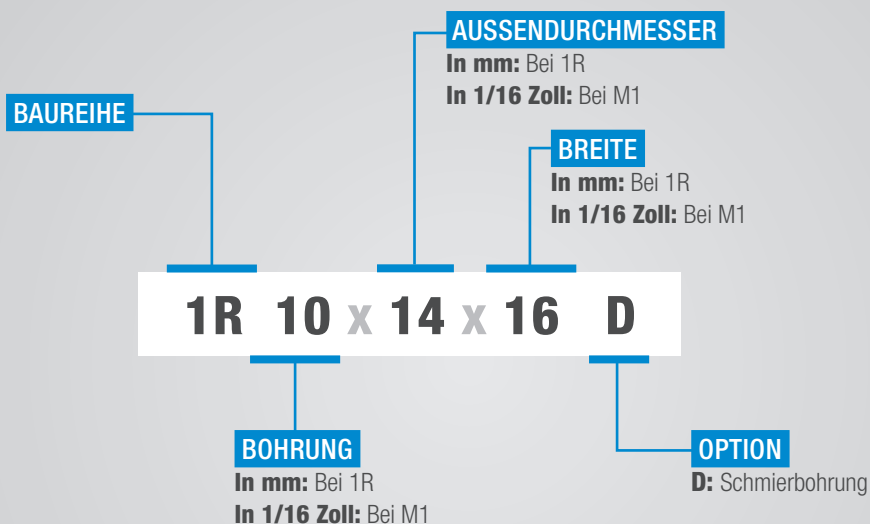 AUSSENDURCHMESSER
In mm: Bei 1R
In 1/16 Zoll: Bei M1
BAUREIHE
BREITE
In mm: Bei 1R
In 1/16 Zoll: Bei M1
1R 10 x 14 x 16 D
BOHRUNG
In mm: Bei 1R
In 1/16 Zoll: Bei M1
OPTION
D: Schmierbohrung